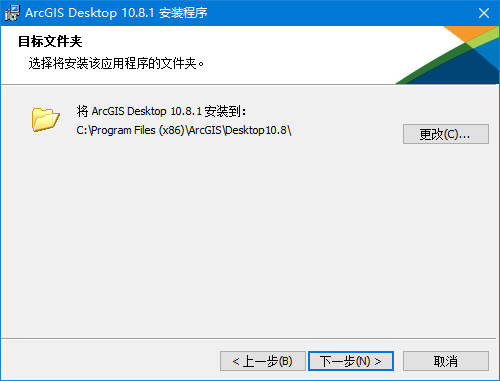 ArcGIS Desktop 10.8.1 安装程序
目标文件夹
选择将安装该应用程序的文件夹。
将 ArcGIS Desktop 10.8.1 安装到：
C:\Program Files (x86)\ArcGIS\Desktop10.8\
更改(C)...
< 上一步(B)
下一步(N) >
取消